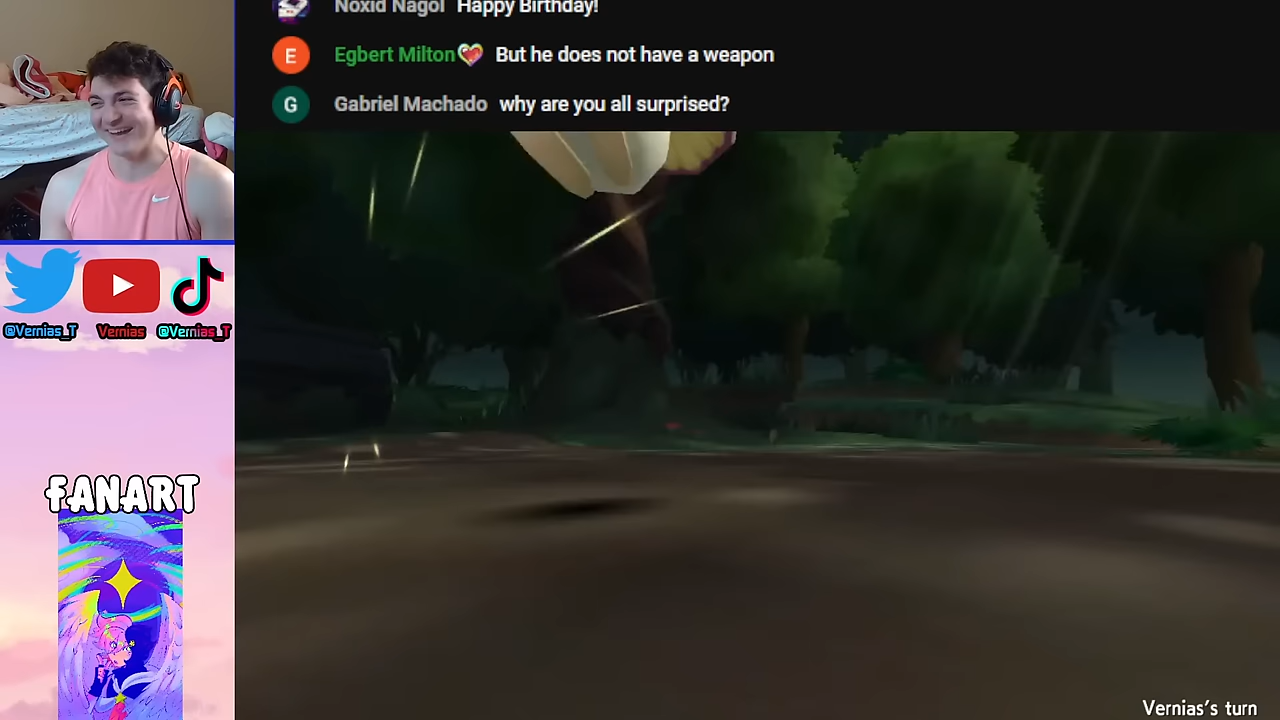 Noxid Nagol Happy Birthday!
E Egbert Milton💝 But he does not have a weapon
G Gabriel Machado why are you all surprised?
@Vernias_T Vernias @Vernias_T
FANART
Vernias's turn